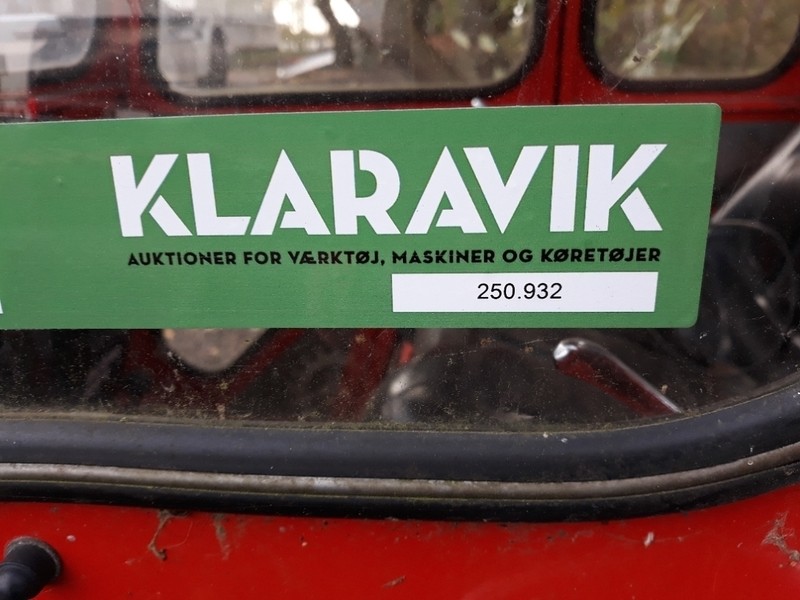 KLARAVIK
AUKTIONER FOR VÆRKTØJ, MASKINER OG KØRETØJER
250.932